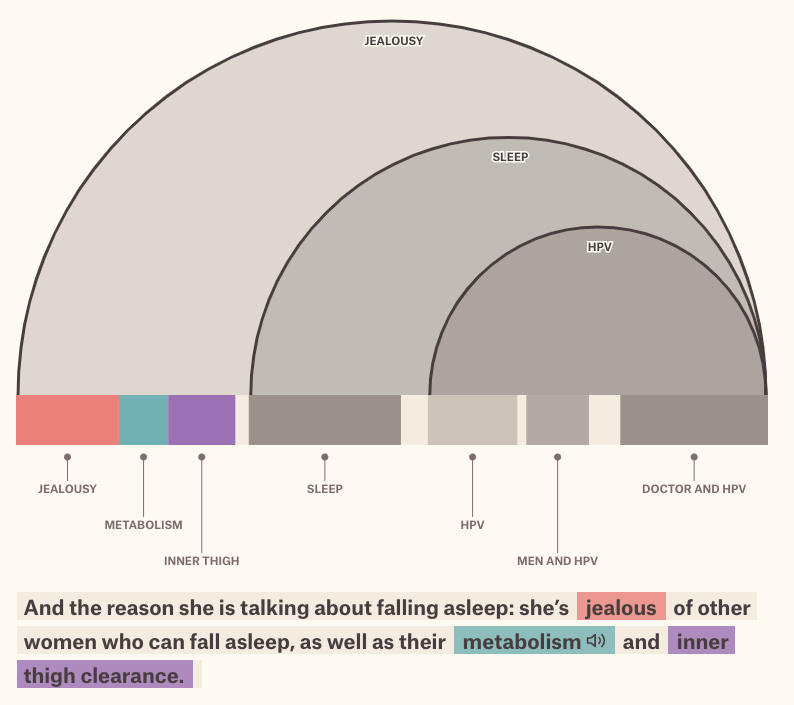 JEALOUSY
SLEEP
HPV
JEALOUSY
SLEEP
DOCTOR AND HPV
METABOLISM
HPV
INNER THIGH
MEN AND HPV
And the reason she is talking about falling asleep: she’s jealous of other
women who can fall asleep, as well as their metabolism and inner
thigh clearance.